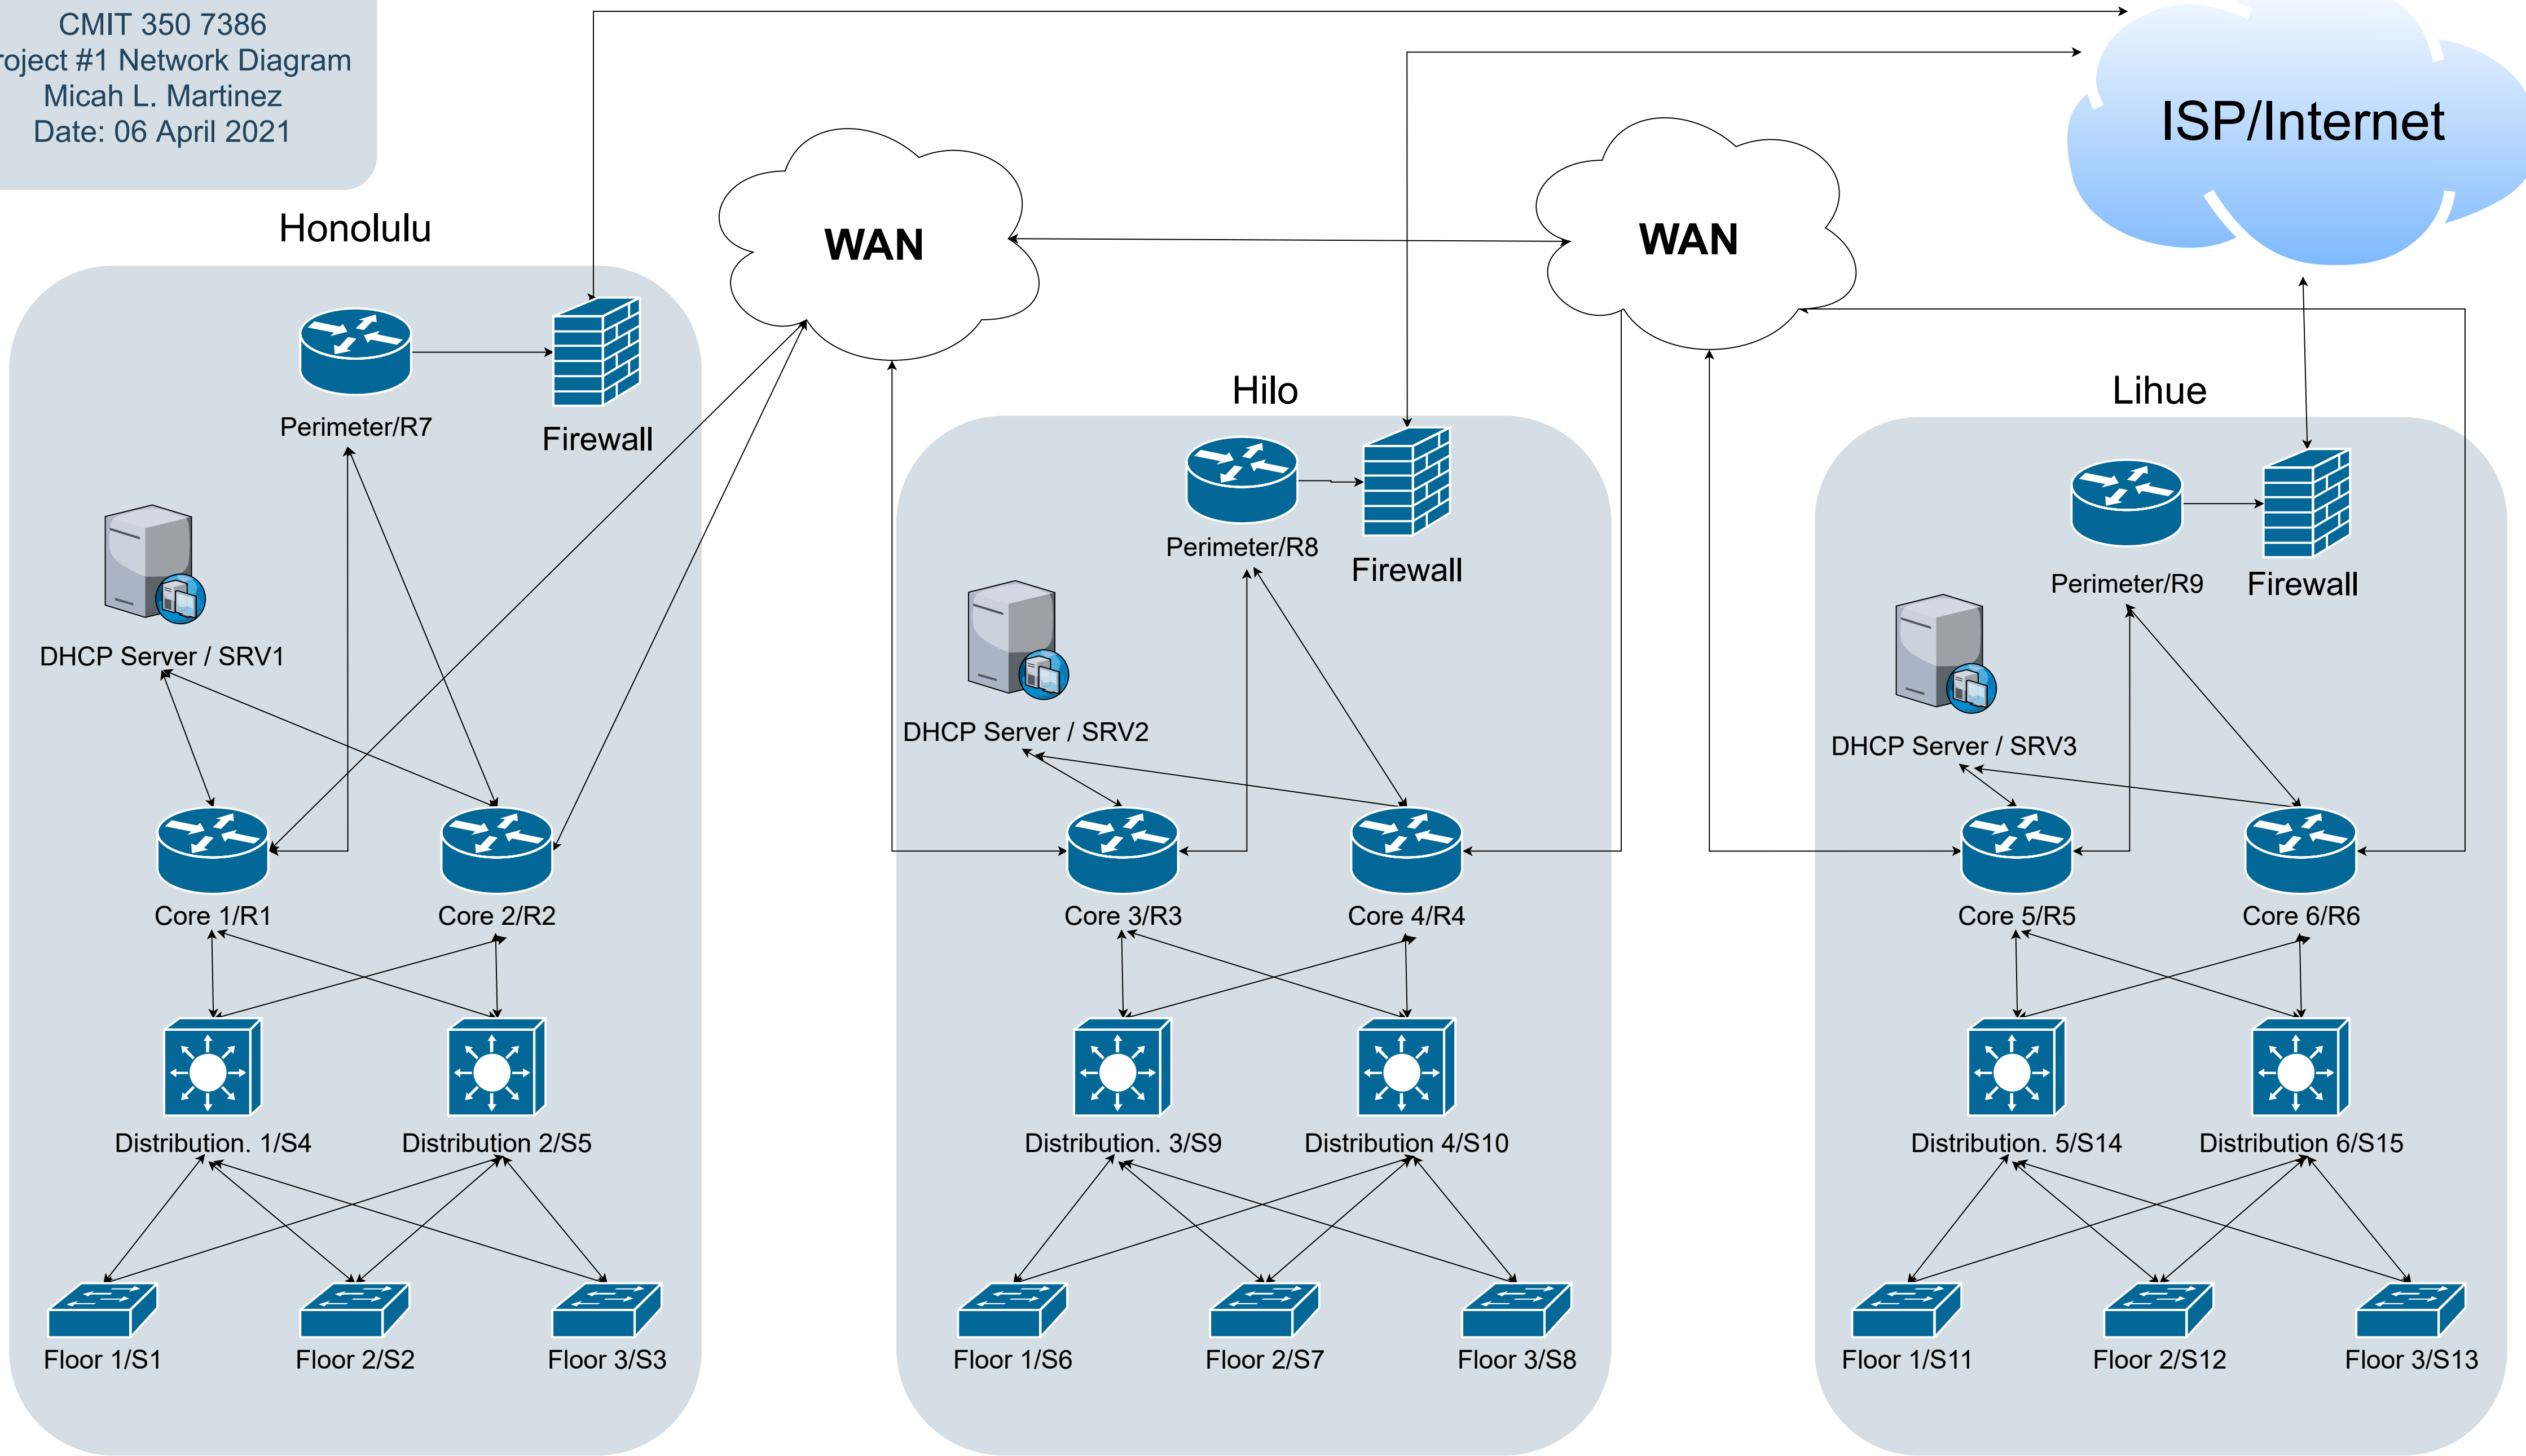 CMIT 350 7386
roject #1 Network Diagram
Micah L. Martinez
Date: 06 April 2021
ISP/Internet
WAN
WAN
Honolulu
Hilo
Lihue
Perimeter/R7
Firewall
DHCP Server / SRV1
Core 1/R1
Core 2/R2
Distribution. 1/S4
Distribution 2/S5
Floor 1/S1
Floor 2/S2
Floor 3/S3
Perimeter/R8
Firewall
DHCP Server / SRV2
Core 3/R3
Core 4/R4
Distribution. 3/S9
Distribution 4/S10
Floor 1/S6
Floor 2/S7
Floor 3/S8
Perimeter/R9
Firewall
DHCP Server / SRV3
Core 5/R5
Core 6/R6
Distribution. 5/S14
Distribution 6/S15
Floor 1/S11
Floor 2/S12
Floor 3/S13